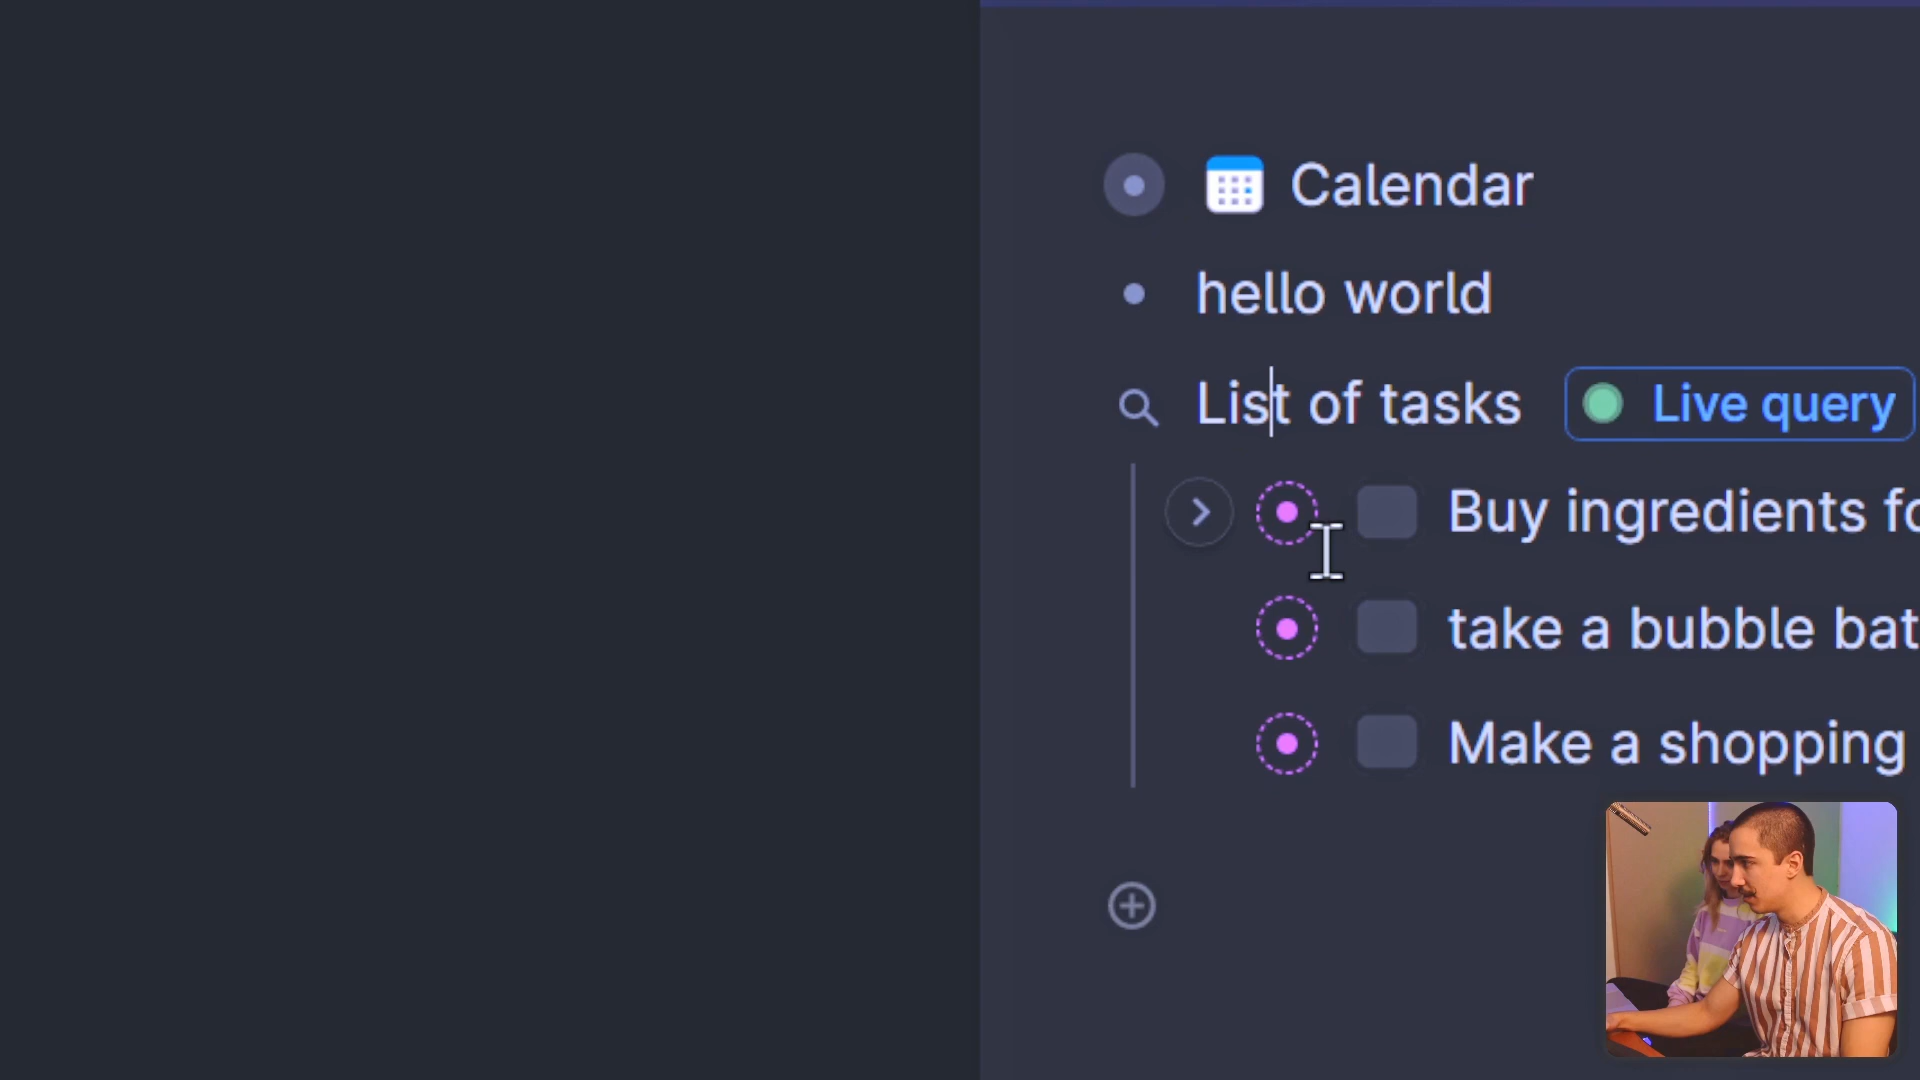 Calendar
hello world
List of tasks Live query
Buy ingredients fo
take a bubble bat
Make a shopping